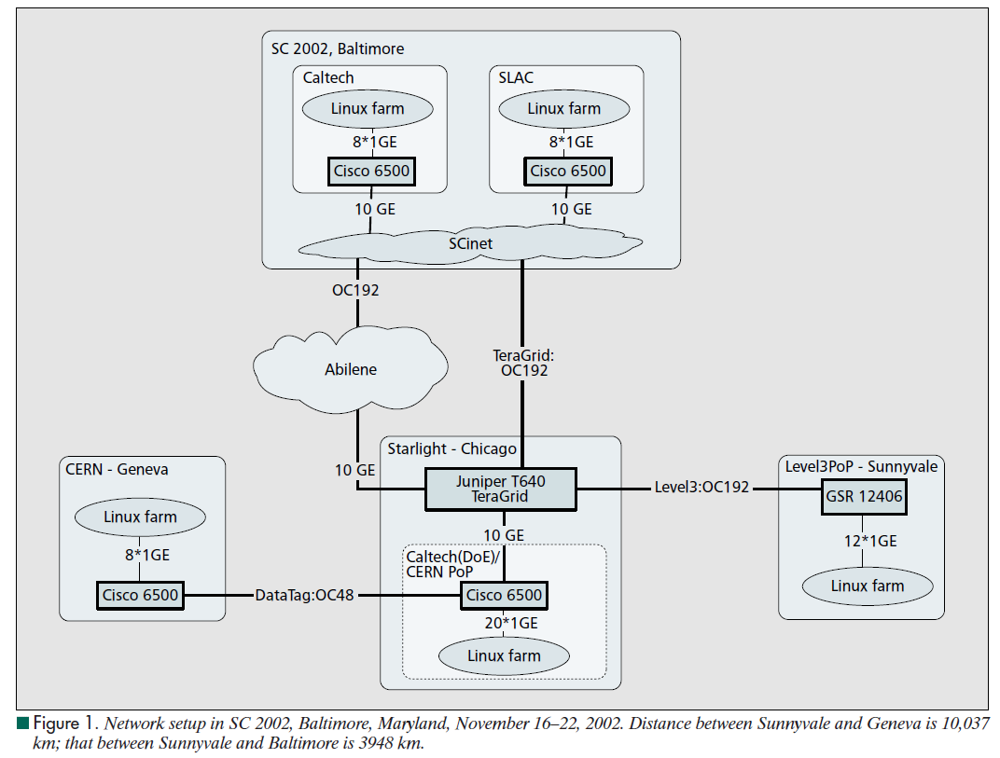 SC 2002, Baltimore
Caltech
Linux farm
8*1GE
Cisco 6500
10 GE
SLAC
Linux farm
8*1GE
Cisco 6500
10 GE
SCinet
OC192
Abilene
10 GE
TeraGrid:
OC192
CERN - Geneva
Linux farm
8*1GE
Cisco 6500
DataTag:OC48
Starlight - Chicago
Juniper T640
TeraGrid
10 GE
Caltech(DoE)/
CERN PoP
Cisco 6500
20*1GE
Linux farm
Level3:OC192
Level3PoP - Sunnyvale
GSR 12406
12*1GE
Linux farm
Figure 1. Network setup in SC 2002, Baltimore, Maryland, November 16–22, 2002. Distance between Sunnyvale and Geneva is 10,037
km; that between Sunnyvale and Baltimore is 3948 km.